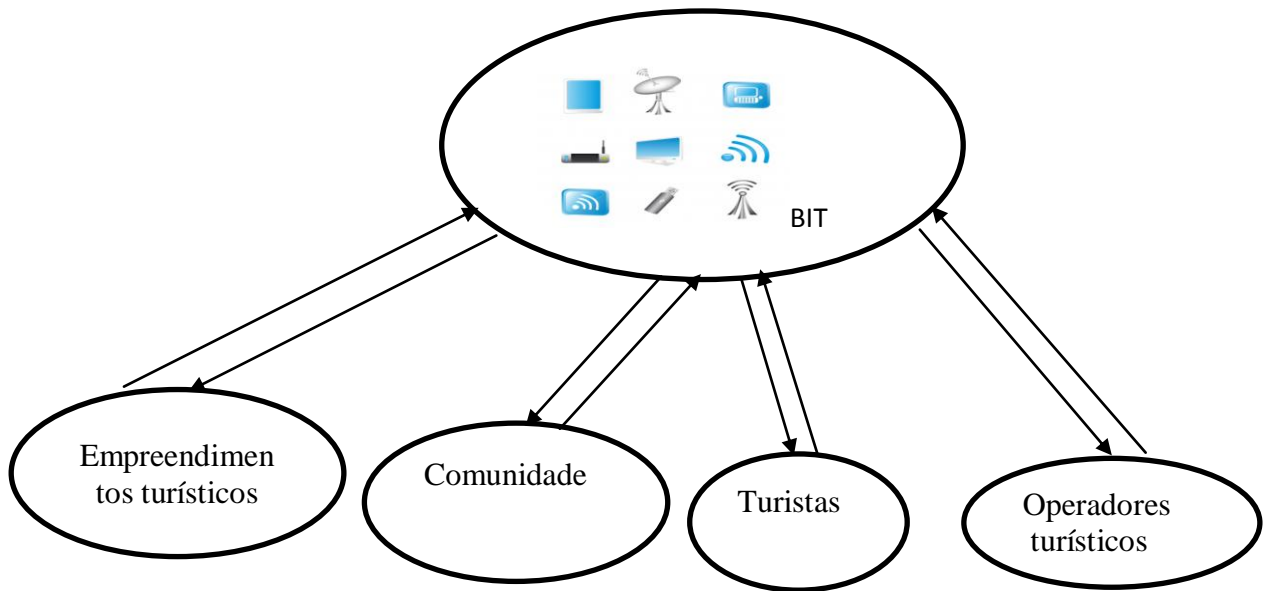 BIT
Empreendimen
tos turísticos
Comunidade
Turistas
Operadores
turísticos